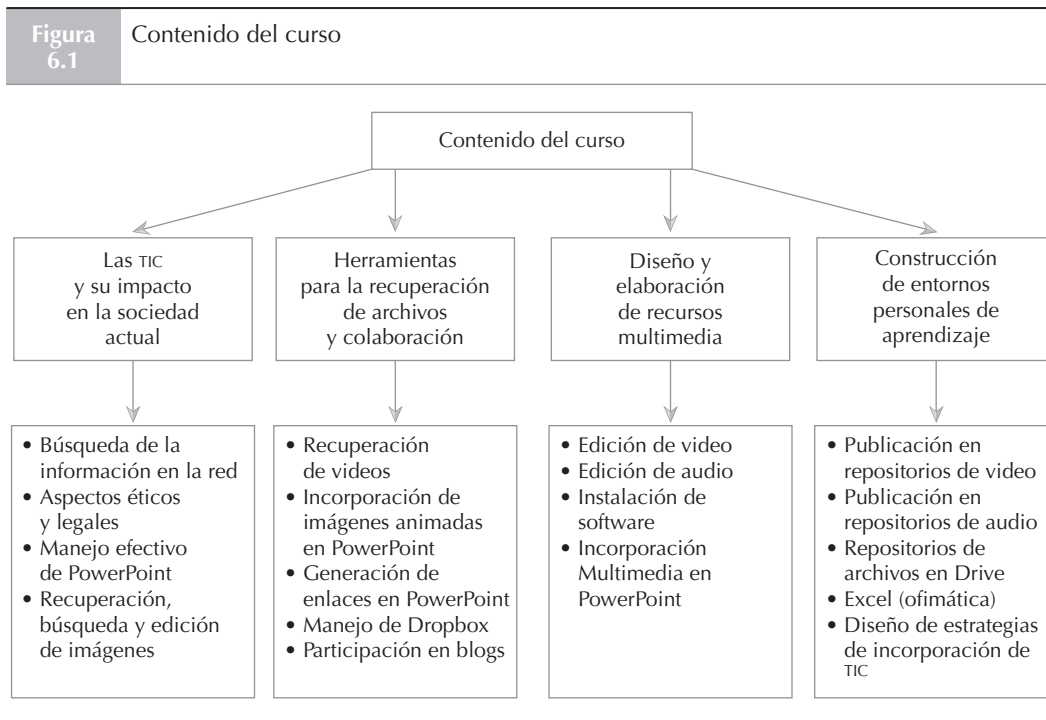 Figura
6.1
Contenido del curso
Contenido del curso
Las TIC
y su impacto
en la sociedad
actual
Herramientas
para la recuperación
de archivos
y colaboración
Diseño y
elaboración
de recursos
multimedia
Construcción
de entornos
personales de
aprendizaje
• Búsqueda de la
información en la red
• Aspectos éticos
y legales
• Manejo efectivo
de PowerPoint
• Recuperación,
búsqueda y edición
de imágenes
• Recuperación
de videos
• Incorporación de
imágenes animadas
en PowerPoint
• Generación de
enlaces en PowerPoint
• Manejo de Dropbox
• Participación en blogs
• Edición de video
• Edición de audio
• Instalación de
software
• Incorporación
Multimedia en
PowerPoint
• Publicación en
repositorios de video
• Publicación en
repositorios de audio
• Repositorios de
archivos en Drive
• Excel (ofimática)
• Diseño de estrategias
de incorporación de
TIC